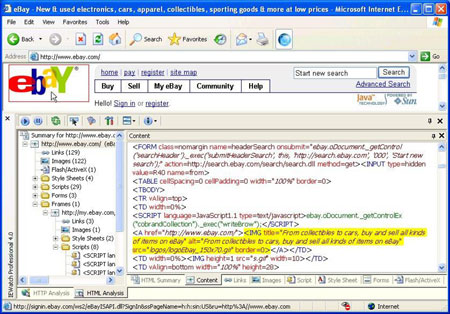 eBay - New & used electronics, cars, apparel, collectibles, sporting goods & more at low prices - Microsoft Internet E...
File Edit View Favorites Tools Help
Back Search Favorites
Address http://www.ebay.com/ Go
ebaY
home | pay | register | site map
Start new search Search
Buy Sell My eBay Community Help
Advanced Search
Hello! Sign in or register.
Java TECHNOLOGY POWERED BY Sun
Summary for http://www.ebay.c
Content
http://www.ebay.com/ (eBa
Links (129)
Images (122)
Flash/ActiveX
Style Sheets (4)
Scripts (29)
Forms (3)
Frames (1)
http://my.ebay.com
Links (3)
Images (1)
Style Sheets (2)
Scripts (8)
<SCRIPT lan
<SCRIPT lan
<SCRIPT lan
<FORM class=nomargin name=headerSearch onsubmit="ebay.oDocument._getControl
("headerSearch")._exec('submitHeaderSearch', this, 'http://search.ebay.com', '000', 'Start new
search');" action=http://search.ebay.com/search/search.dll method=get><INPUT type=hidden
value=R40 name=from>
<TABLE cellSpacing=0 cellPadding=0 width="100%" border=0>
<TBODY>
<TR vAlign=top>
<TD width=0%>
<SCRIPT language=JavaScript1.1 type=text/javascript>ebay.oDocument._getControlEx
("cobrandCollection")._exec("writeBrow");</SCRIPT>
<A href="http://www.ebay.com/"><IMG title="From collectibles to cars, buy and sell all kinds
of items on eBay" alt="From collectibles to cars, buy and sell all kinds of items on eBay"
src="logos/logoEbay_150x70.gif" border=0></A></TD>
<TD width=0%><IMG height=1 src="s.gif" width=10></TD>
<TD vAlign=bottom width="100%" height=28>
HTML Summary Content Links Images Scripts Forms Flash/ActiveX
HTML Analysis HTTP Analysis
IEWatch Professional 4.0
http://signin.ebay.com/ws2/eBayISAPI.dll?SignIn&ssPageName=h:h:sin:US&ru=http%3A//www.ebay.com
Internet